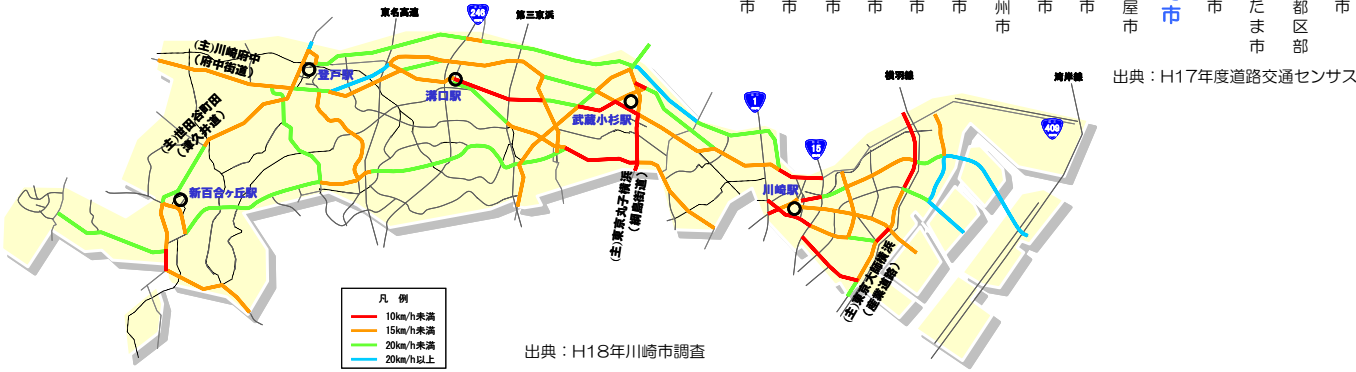 市
市
市
市
市
市
州
市
市
市
屋
市
市
市
た
ま
市
都
区
部
市
出典：H17年度道路交通センサス
東名高速
246
第三京浜
横羽線
湾岸線
(主)川崎府中
(府中街道)
登戸駅
溝口駅
(主)世田谷町田
(津久井道)
武蔵小杉駅
1
15
409
新百合ヶ丘駅
川崎駅
(主)東京丸子横浜
(綱島街道)
(主)東京大師横浜
(産業道路)
凡 例
10km/h未満
15km/h未満
20km/h未満
20km/h以上
出典：H18年川崎市調査